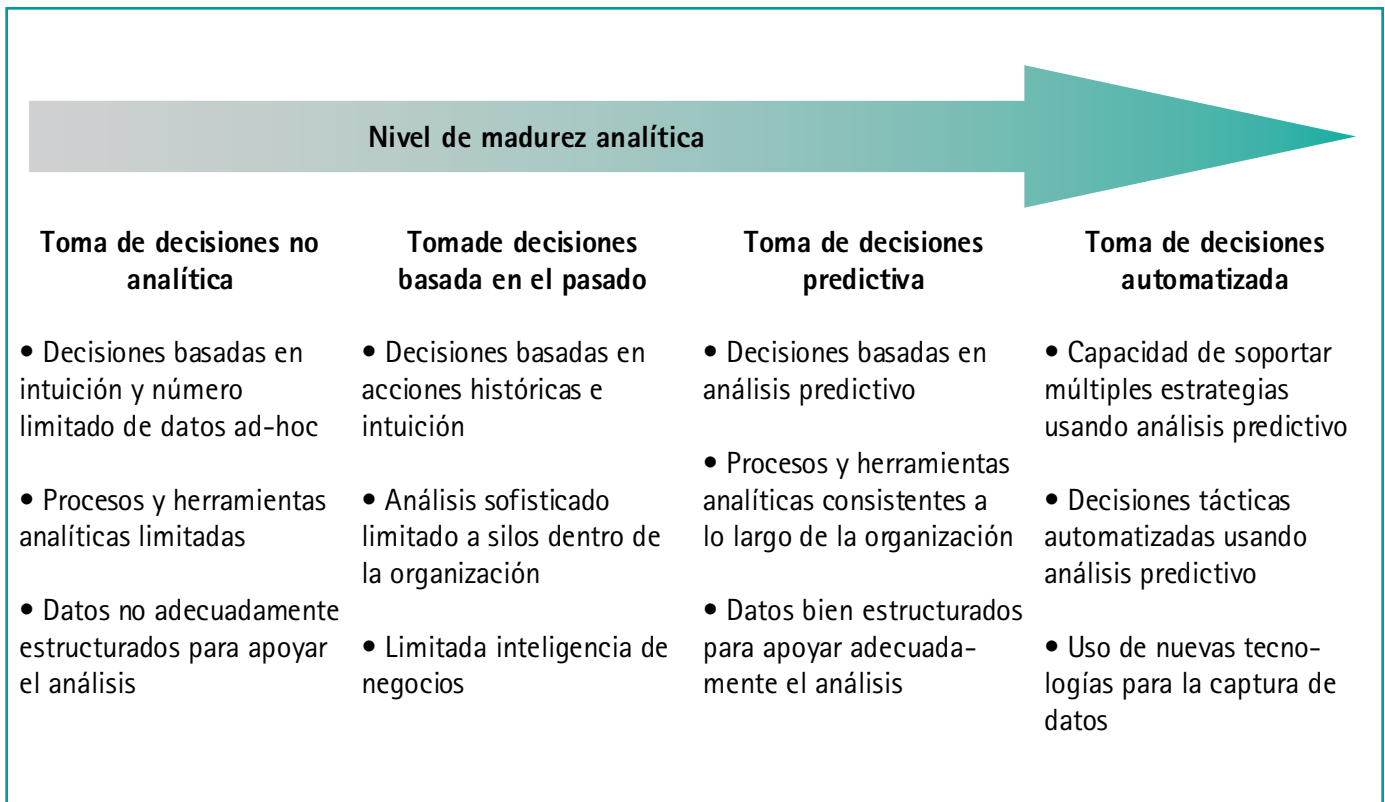 Nivel de madurez analítica
Toma de decisiones no
analítica
• Decisiones basadas en
intuición y número
limitado de datos ad-hoc
• Procesos y herramientas
analíticas limitadas
• Datos no adecuadamente
estructurados para apoyar
el análisis
Tomade decisiones
basada en el pasado
• Decisiones basadas en
acciones históricas e
intuición
• Análisis sofisticado
limitado a silos dentro de
la organización
• Limitada inteligencia de
negocios
Toma de decisiones
predictiva
• Decisiones basadas en
análisis predictivo
• Procesos y herramientas
analíticas consistentes a
lo largo de la organización
• Datos bien estructurados
para apoyar adecuada-
mente el análisis
Toma de decisiones
automatizada
• Capacidad de soportar
múltiples estrategias
usando análisis predictivo
• Decisiones tácticas
automatizadas usando
análisis predictivo
• Uso de nuevas tecno-
logías para la captura de
datos